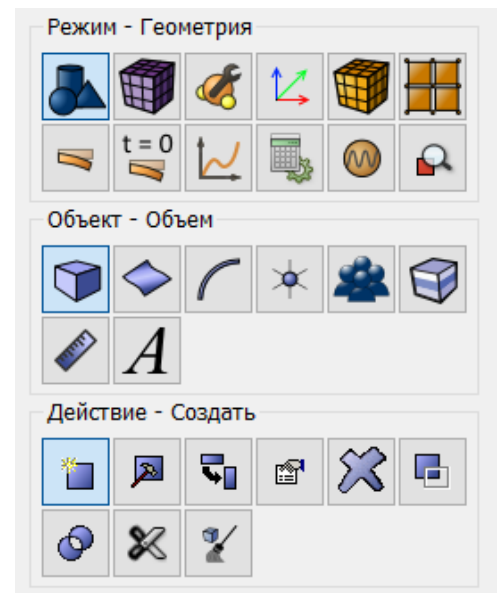 Режим - Геометрия
t = 0
Объект - Объем
A
Действие - Создать